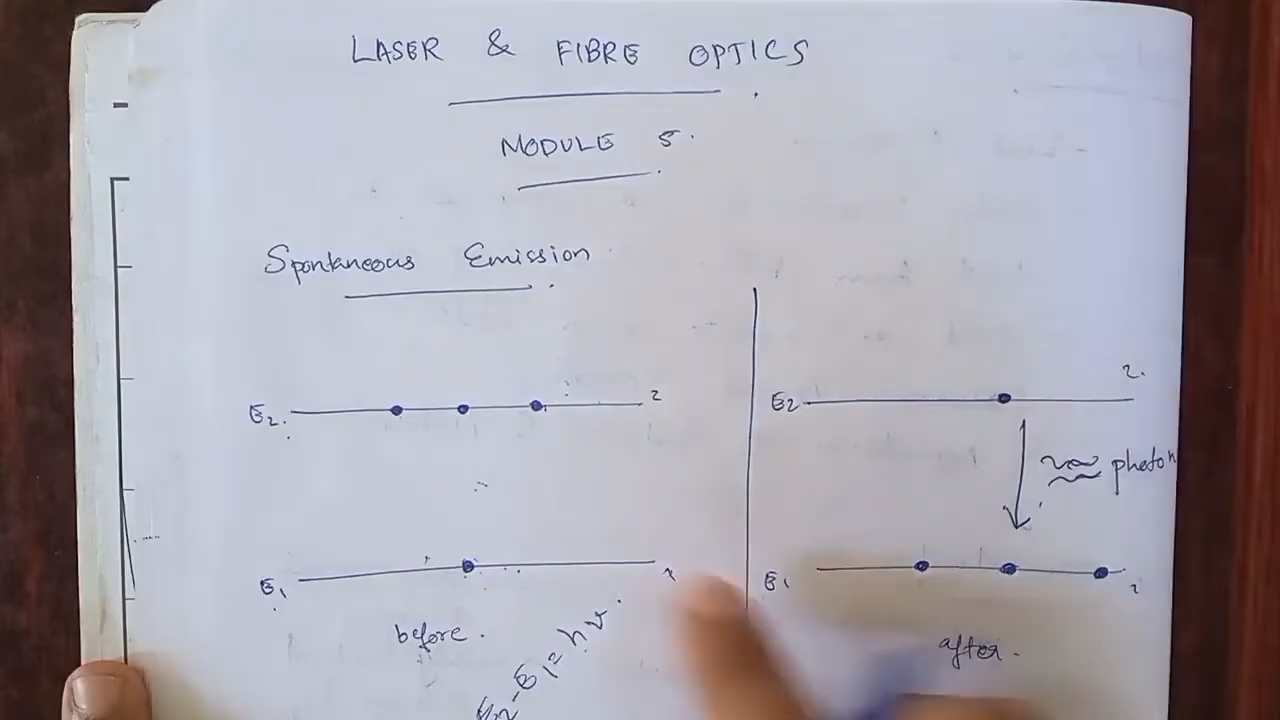 LASER & FIBRE OPTICS
MODULE 5.
Spontaneous Emission
E2. 2
E1 1
before.
E2-E1=hν.
E2 2.
photon
E1 1
after.